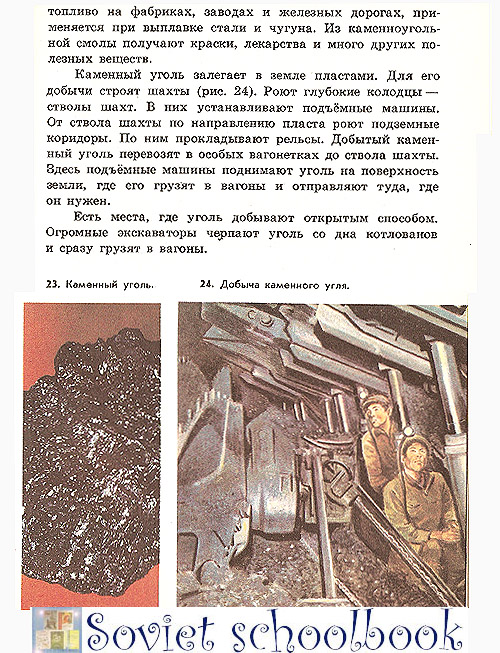 топливо на фабриках, заводах и железных дорогах, при-
меняется при выплавке стали и чугуна. Из каменноуголь-
ной смолы получают краски, лекарства и много других по-
лезных веществ.
Каменный уголь залегает в земле пластами. Для его
добычи строят шахты (рис. 24). Роют глубокие колодцы —
стволы шахт. В них устанавливают подъёмные машины.
От ствола шахты по направлению пласта роют подземные
коридоры. По ним прокладывают рельсы. Добытый камен-
ный уголь перевозят в особых вагонетках до ствола шахты.
Здесь подъёмные машины поднимают уголь на поверхность
земли, где его грузят в вагоны и отправляют туда, где
он нужен.
Есть места, где уголь добывают открытым способом.
Огромные экскаваторы черпают уголь со дна котлованов
и сразу грузят в вагоны.
23. Каменный уголь.
24. Добыча каменного угля.
Soviet schoolbook